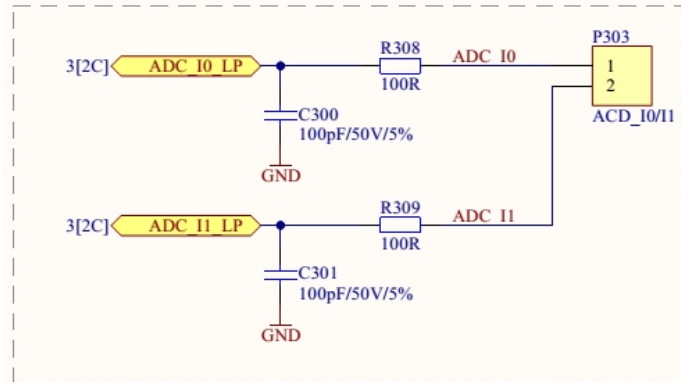 P303
R308
ADC_I0
3[2C]
ADC_I0_LP
1
100R
2
C300
ACD_I0/I1
100pF/50V/5%
GND
R309
ADC_I1
3[2C]
ADC_I1_LP
100R
C301
100pF/50V/5%
GND